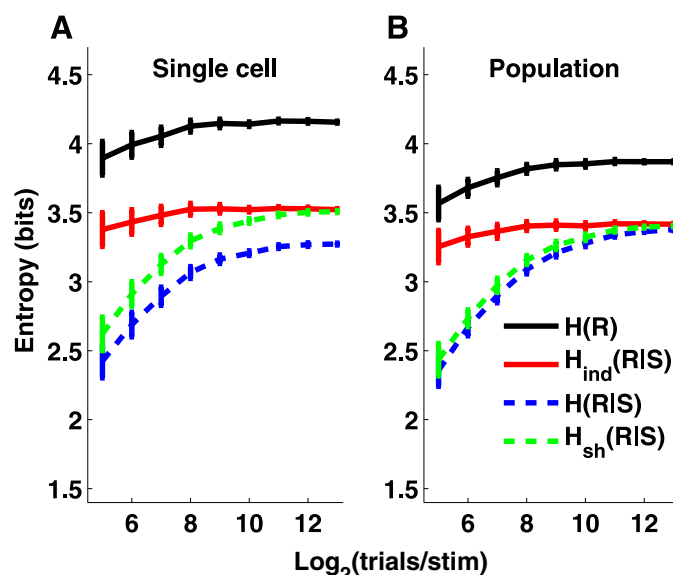 A
B
Single cell
Population
Entropy (bits)
4.5
4
3.5
3
2.5
2
1.5
6 8 10 12
4.5
4
3.5
3
2.5
2
1.5
6 8 10 12
H(R)
H_ind(R|S)
H(R|S)
H_sh(R|S)
Log_2(trials/stim)